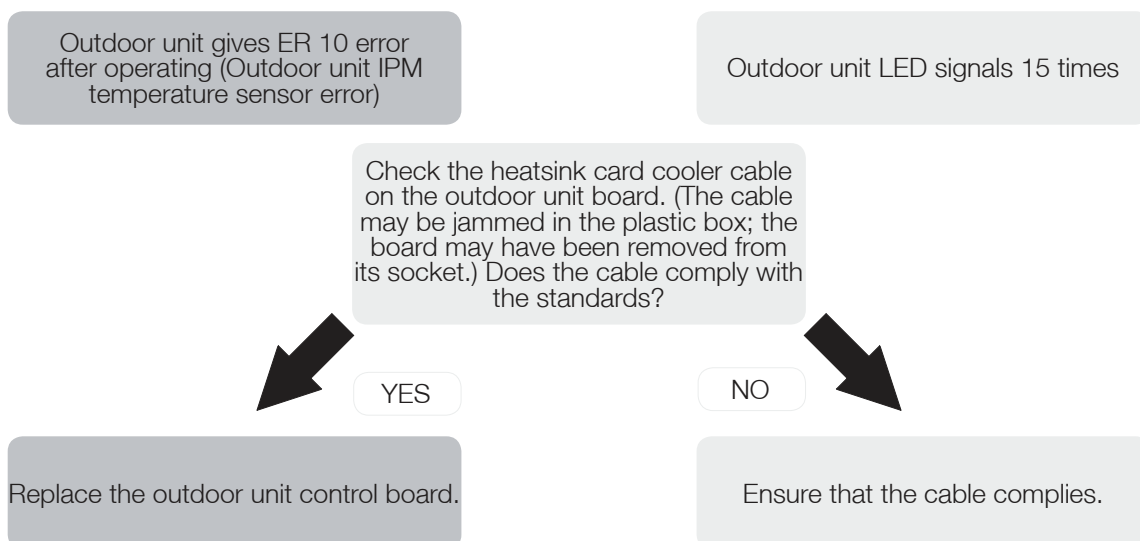 Outdoor unit gives ER 10 error
after operating (Outdoor unit IPM
temperature sensor error)
Outdoor unit LED signals 15 times
Check the heatsink card cooler cable
on the outdoor unit board. (The cable
may be jammed in the plastic box; the
board may have been removed from
its socket.) Does the cable comply with
the standards?
YES
NO
Replace the outdoor unit control board.
Ensure that the cable complies.